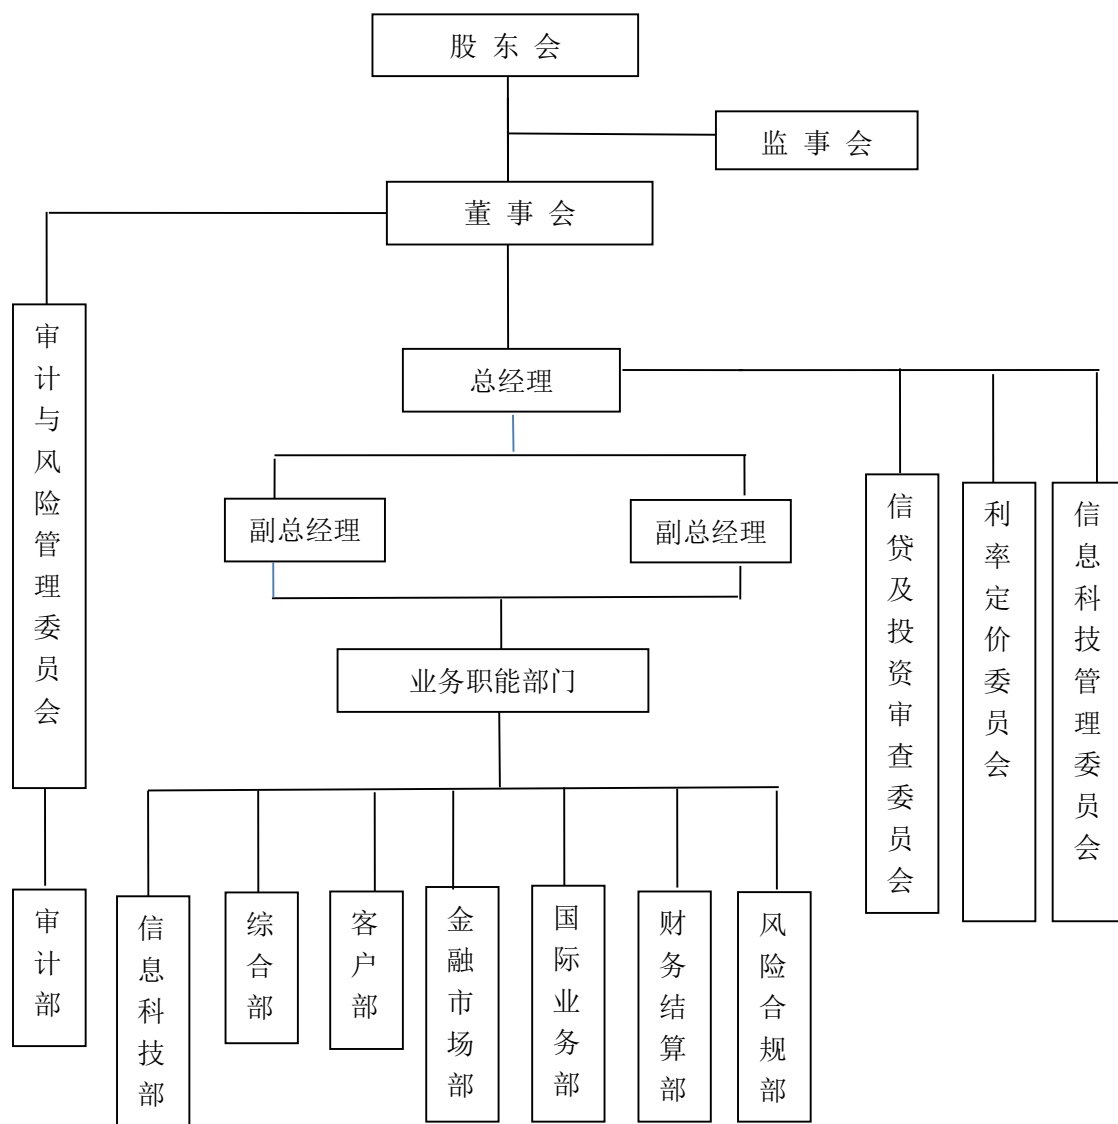 股 东 会
监 事 会
董 事 会
审计与风险管理委员会
总经理
副总经理
副总经理
信贷及投资审查委员会
利率定价委员会
信息科技管理委员会
业务职能部门
审计部
信息科技部
综合部
客户部
金融市场部
国际业务部
财务结算部
风险合规部